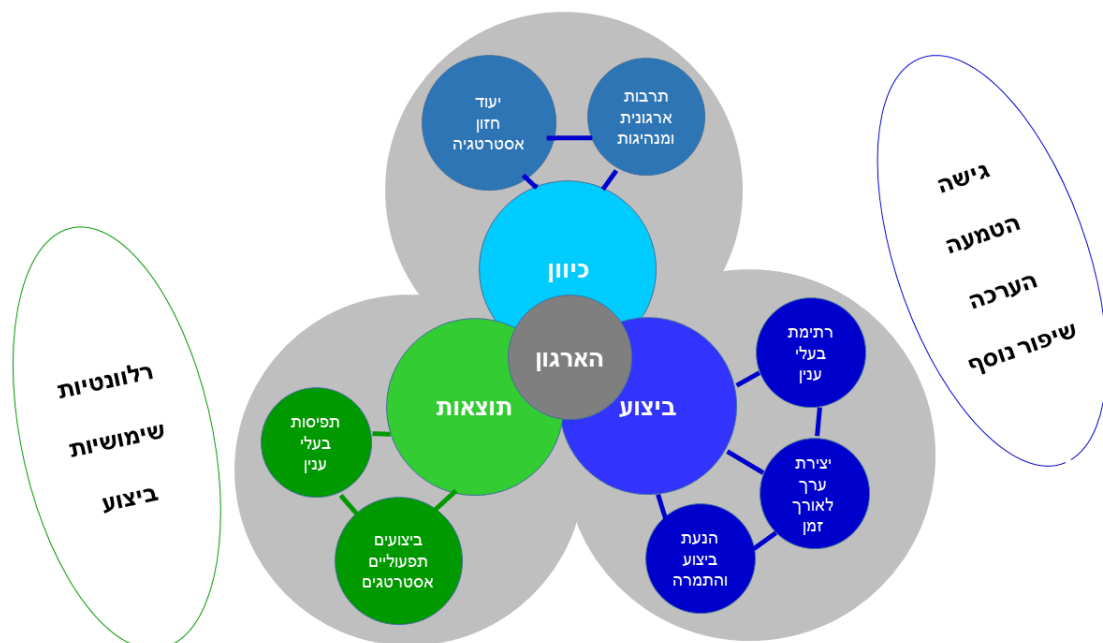 יעוד
חזון
אסטרטגיה
תרבות
ארגונית
ומנהיגות
כיוון
הארגון
ביצוע
תוצאות
רתימת
בעלי
ענין
יצירת
ערך
לאורך
זמן
הנעת
ביצוע
והתמרה
תפיסות
בעלי
ענין
ביצועים
תפעוליים
אסטרטגים
גישה
הטמעה
הערכה
שיפור נוסף
רלוונטיות
שימושיות
ביצוע